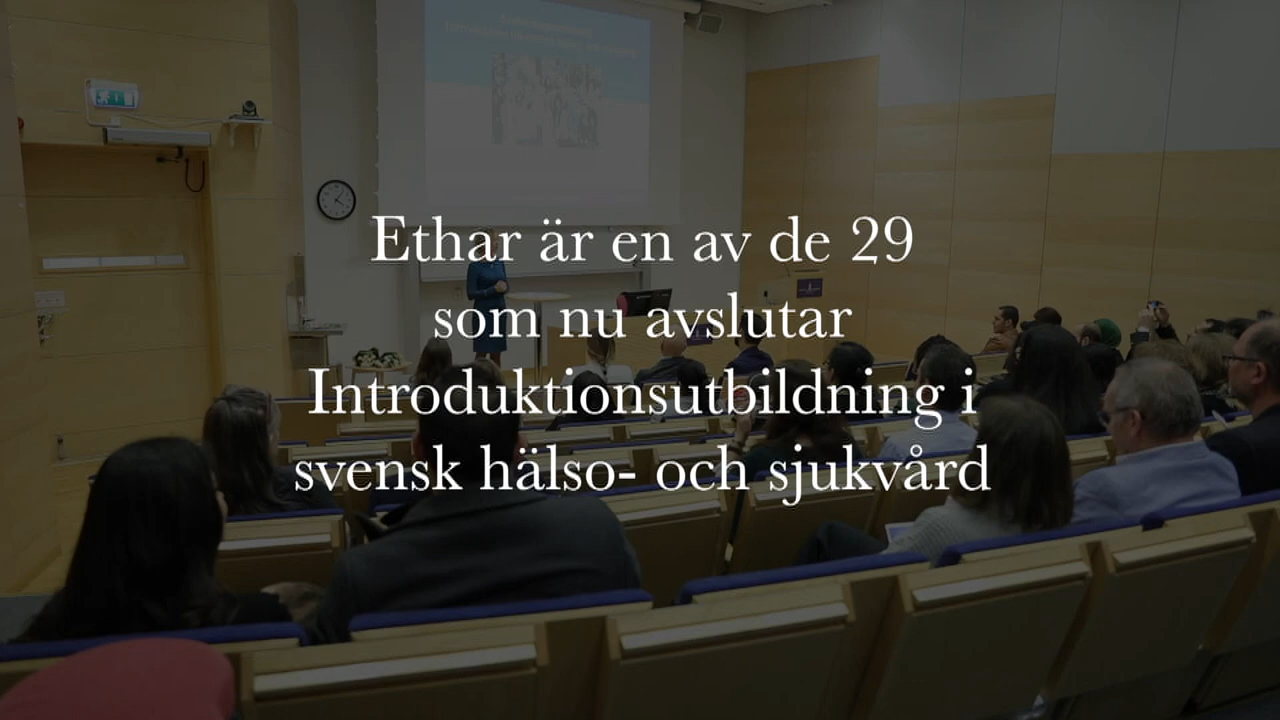 Ethar är en av de 29
som nu avslutar
Introduktionsutbildning i
svensk hälso- och sjukvård